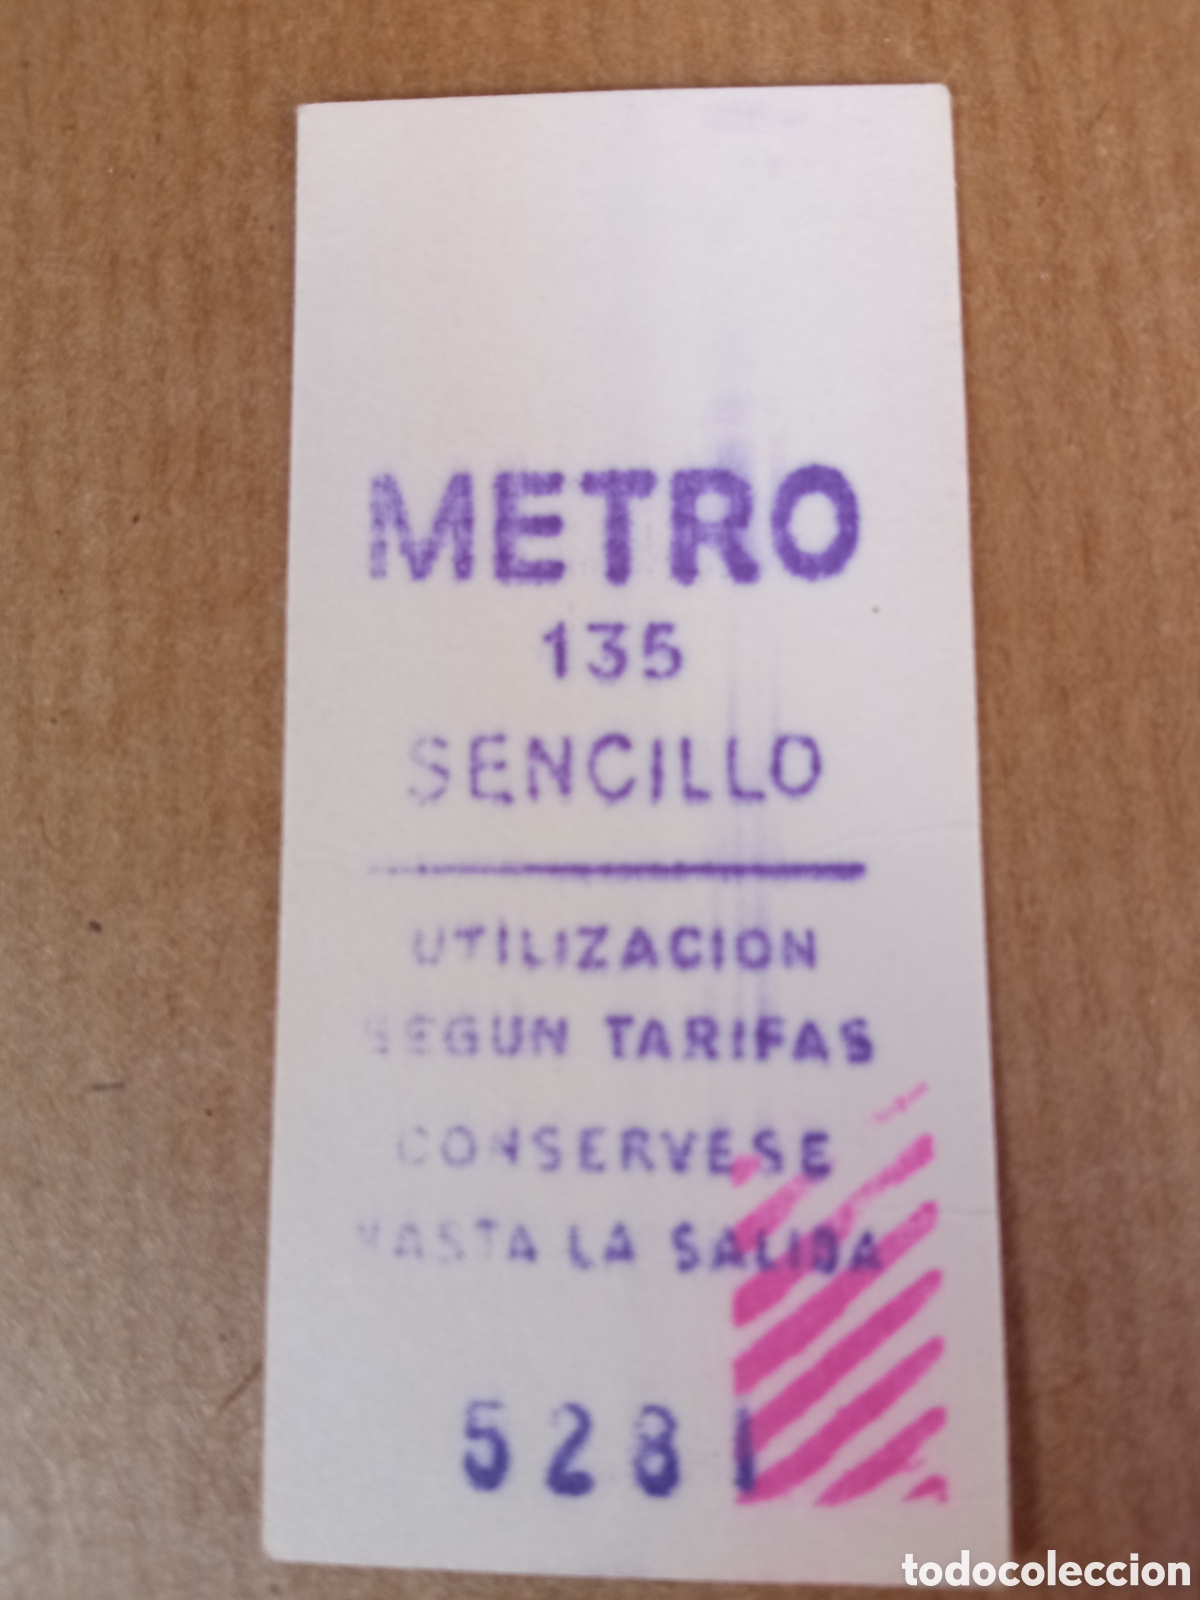 METRO
135
SENCILLO
UTILIZACION
SEGUN TARIFAS
CONSERVESE
HASTA LA SALIDA
5281
todocoleccion